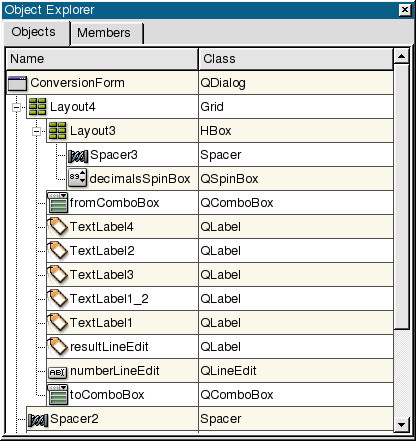 Object Explorer
Objects Members
Name Class
ConversionForm QDialog
Layout4 Grid
Layout3 HBox
Spacer3 Spacer
decimalsSpinBox QSpinBox
fromComboBox QComboBox
TextLabel4 QLabel
TextLabel2 QLabel
TextLabel3 QLabel
TextLabel1_2 QLabel
TextLabel1 QLabel
resultLineEdit QLabel
numberLineEdit QLineEdit
toComboBox QComboBox
Spacer2 Spacer